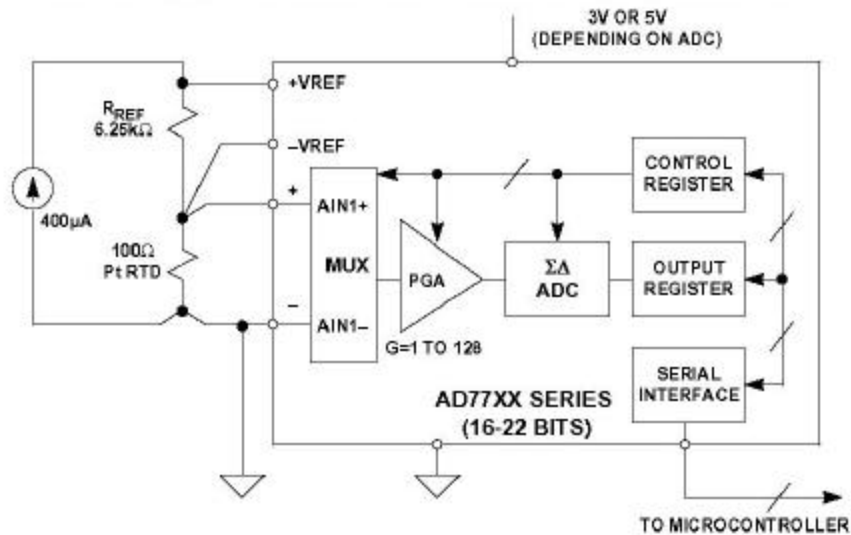 3V OR 5V
(DEPENDING ON ADC)
+VREF
R_REF
6.25kΩ
–VREF
CONTROL
REGISTER
+
AIN1+
400µA
MUX
100Ω
Pt RTD
PGA
ΣΔ
ADC
OUTPUT
REGISTER
–
AIN1–
G=1 TO 128
SERIAL
INTERFACE
AD77XX SERIES
(16-22 BITS)
TO MICROCONTROLLER